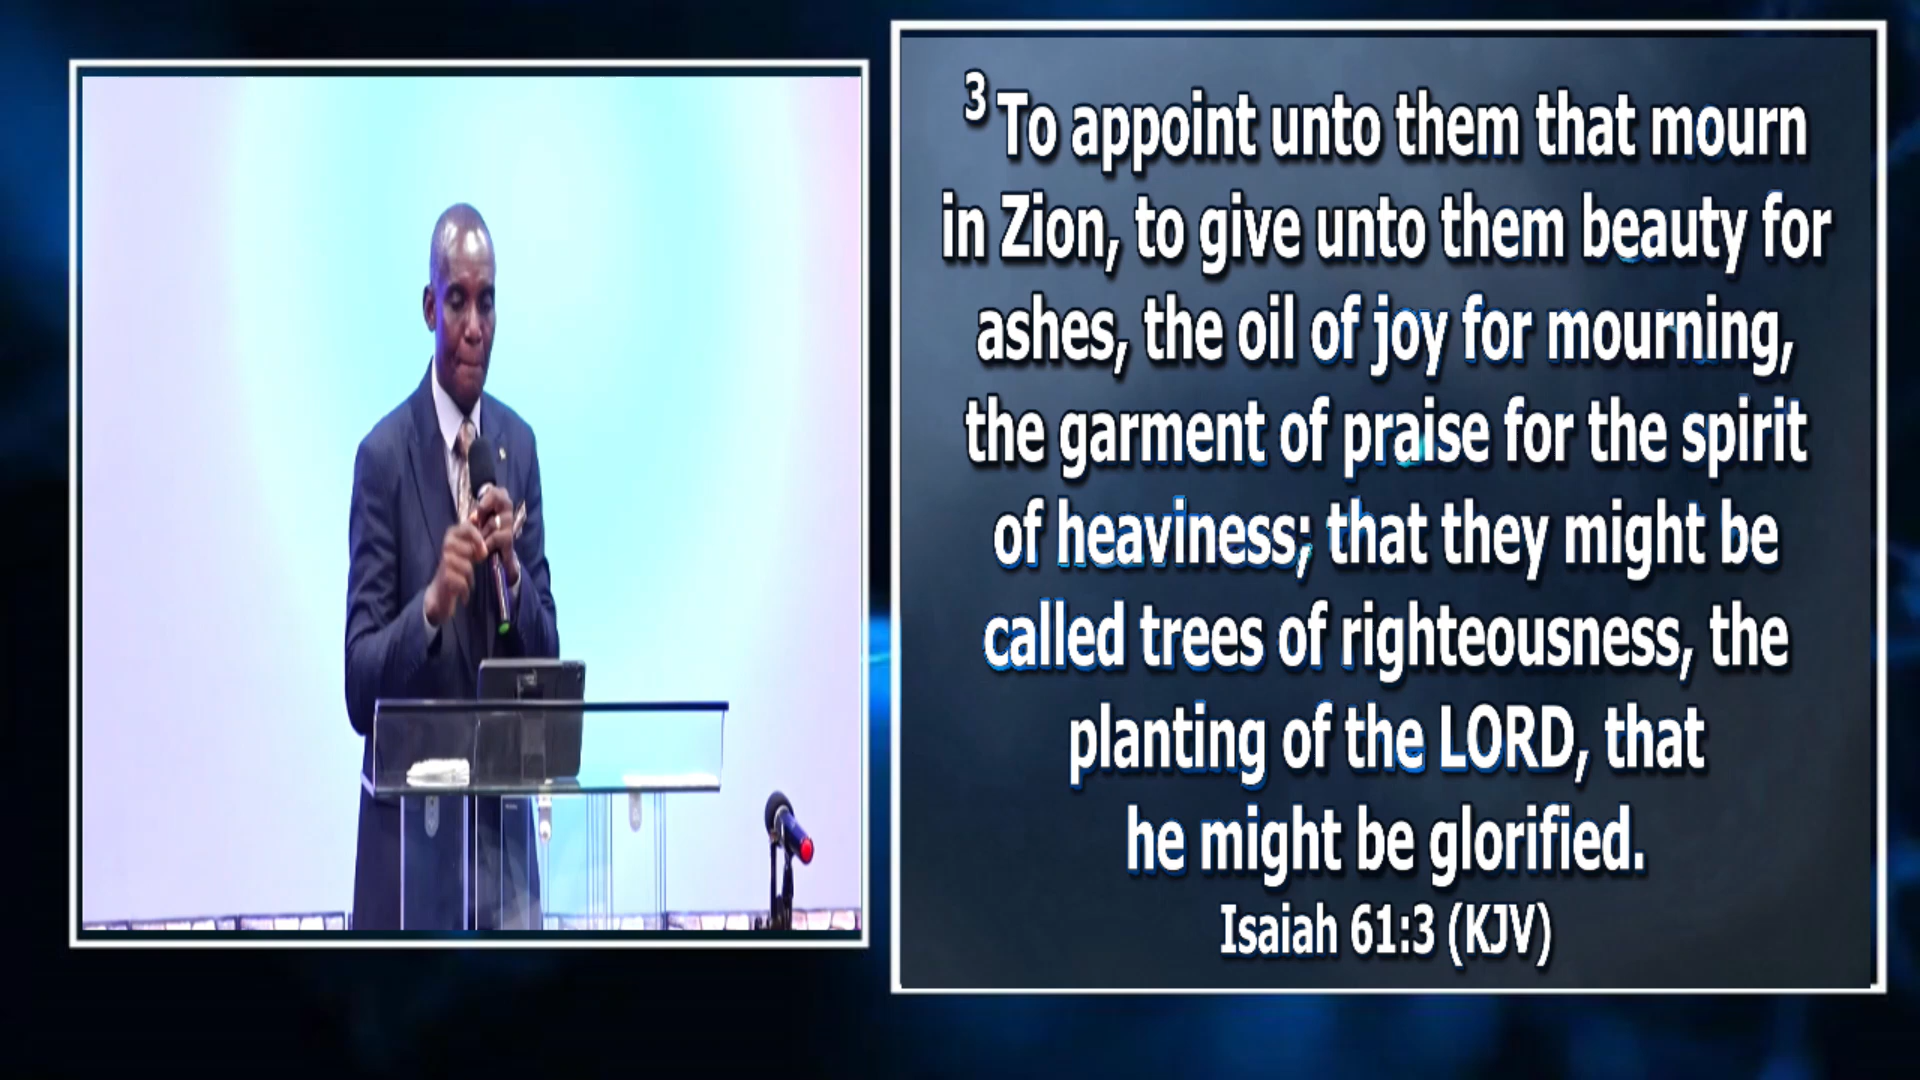 3 To appoint unto them that mourn
in Zion, to give unto them beauty for
ashes, the oil of joy for mourning,
the garment of praise for the spirit
of heaviness; that they might be
called trees of righteousness, the
planting of the LORD, that
he might be glorified.
Isaiah 61:3 (KJV)